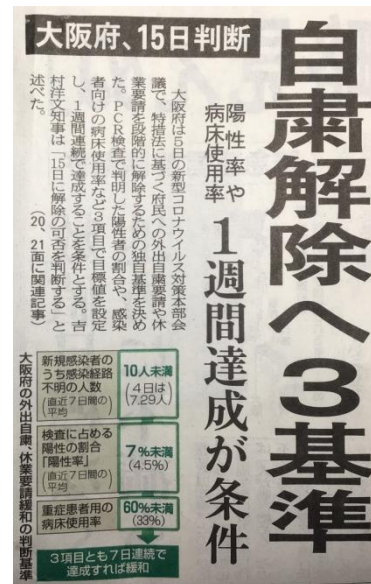 大阪府、15日判断
自粛解除へ3基準
陽性率や
病床使用率
1週間達成が条件
大阪府は5日の新型コロナウイルス対策本部会
議で、特措法に基づく府民への外出自粛要請や休
業要請を段階的に解除するための独自基準を決め
た。PCR検査で判明した陽性者の割合や、感染
者向けの病床使用率など3項目で目標値を設定
し、1週間連続で達成することを条件とする。吉
村洋文知事は「15日に解除の可否を判断する」と
述べた。
(20、21面に関連記事)
大阪府の外出自粛、休業要請緩和の判断基準
新規感染者の
うち感染経路
不明の人数
(直近7日間の
平均)
10人未満
(4日は
7.29人)
検査に占める
陽性の割合
「陽性率」
(直近7日間の
平均)
7%未満
(4.5%)
重症患者用の
病床使用率
60%未満
(33%)
3項目とも7日連続で
達成すれば緩和